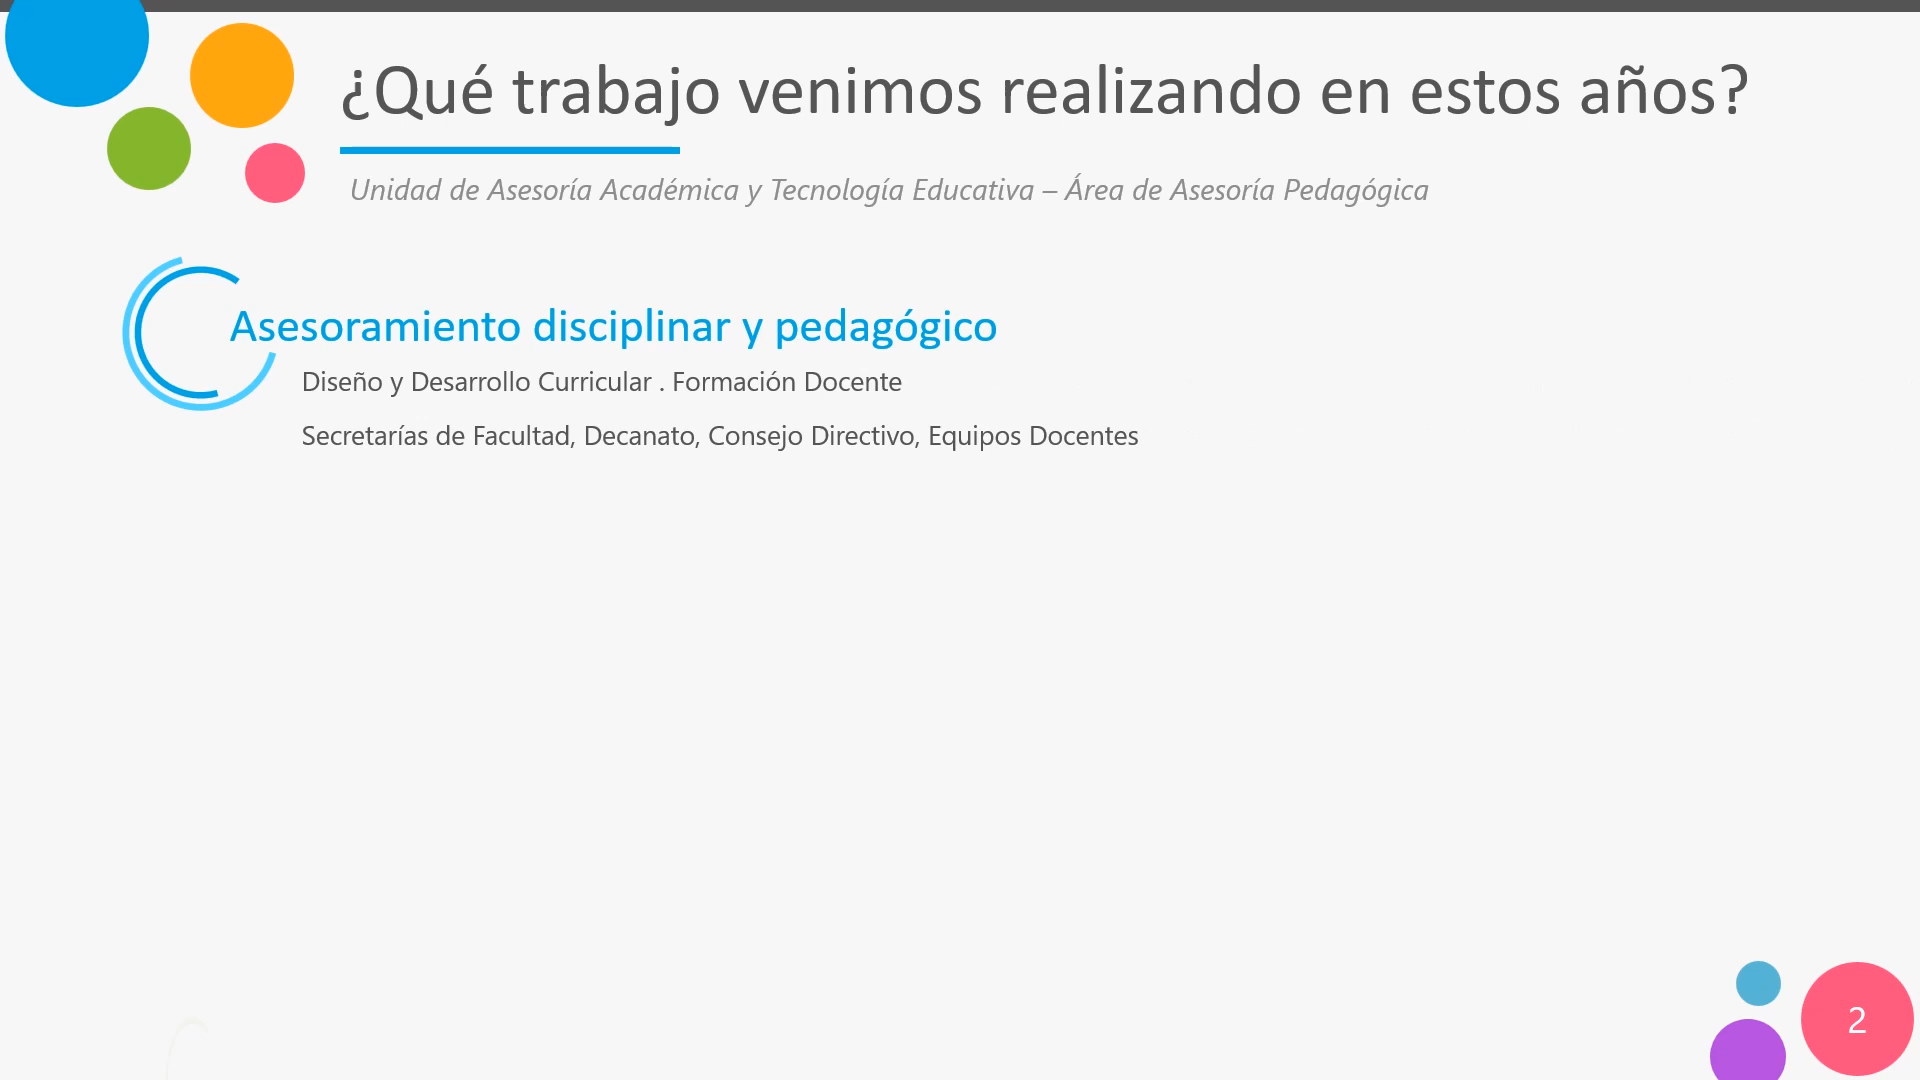 ¿Qué trabajo venimos realizando en estos años?
Unidad de Asesoría Académica y Tecnología Educativa – Área de Asesoría Pedagógica
Asesoramiento disciplinar y pedagógico
Diseño y Desarrollo Curricular . Formación Docente
Secretarías de Facultad, Decanato, Consejo Directivo, Equipos Docentes
2